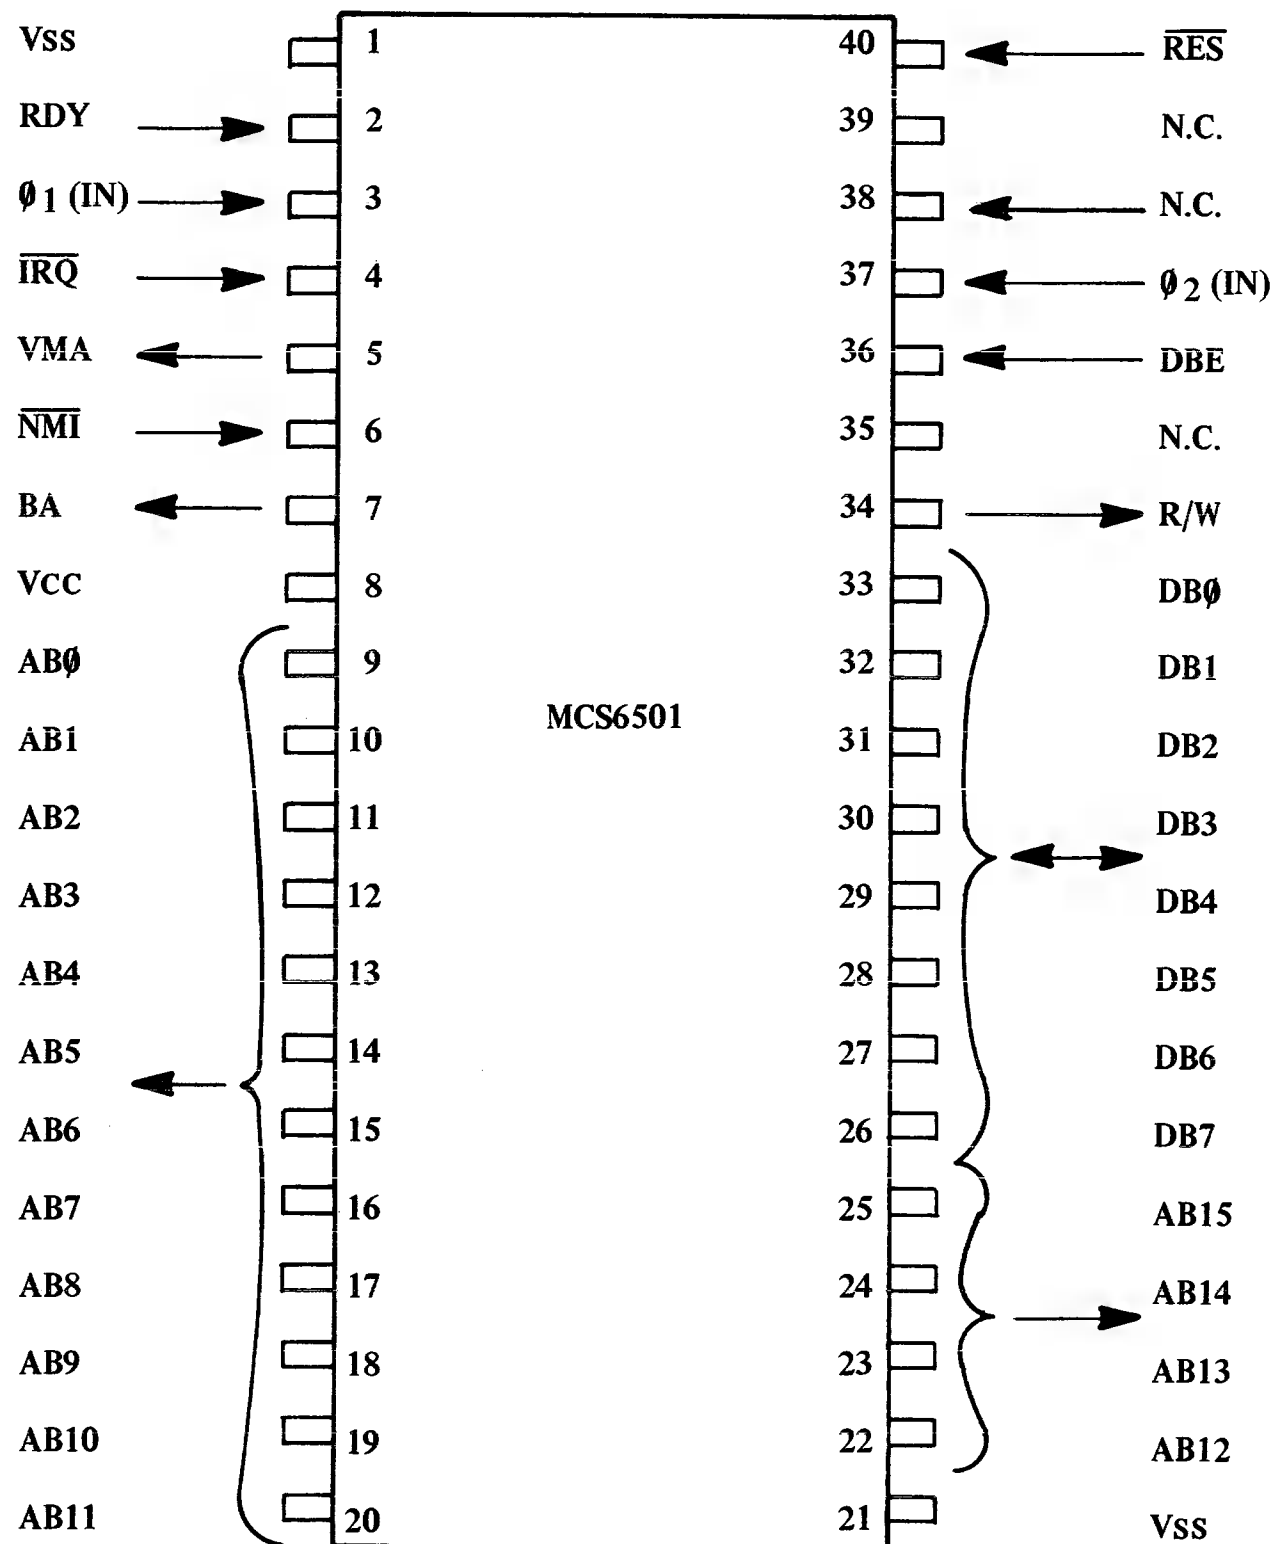 Vss 1 40 R̅E̅S̅
RDY 2 39 N.C.
Ø1 (IN) 3 38 N.C.
I̅R̅Q̅ 4 37 Ø2 (IN)
VMA 5 36 DBE
N̅M̅I̅ 6 35 N.C.
BA 7 34 R/W
VCC 8 33 DBØ
ABØ 9 32 DB1
MCS6501
AB1 10 31 DB2
AB2 11 30 DB3
AB3 12 29 DB4
AB4 13 28 DB5
AB5 14 27 DB6
AB6 15 26 DB7
AB7 16 25 AB15
AB8 17 24 AB14
AB9 18 23 AB13
AB10 19 22 AB12
AB11 20 21 Vss